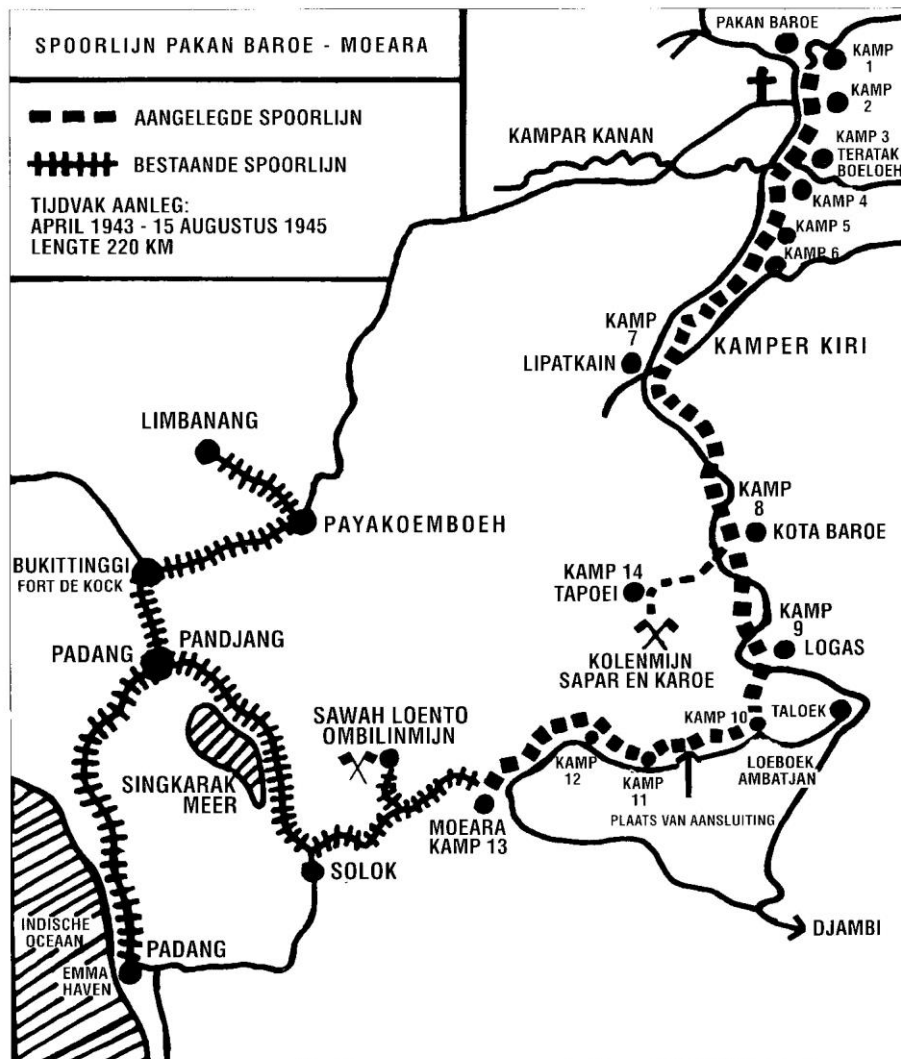 SPOORLIJN PAKAN BAROE - MOEARA
AANGELEGDE SPOORLIJN
BESTAANDE SPOORLIJN
TIJDVAK AANLEG:
APRIL 1943 - 15 AUGUSTUS 1945
LENGTE 220 KM
PAKAN BAROE
KAMP
1
KAMP
2
KAMP 3
TERATAK
BOELOEH
KAMPAR KANAN
KAMP 4
KAMP 5
KAMP 6
KAMP
7
LIPATKAIN
KAMPER KIRI
LIMBANANG
PAYAKOEMBOEH
KAMP
8
KOTA BAROE
BUKITTINGGI
FORT DE KOCK
KAMP 14
TAPOEI
KOLENMIJN
SAPAR EN KAROE
KAMP
9
LOGAS
PADANG PANDJANG
SAWAH LOENTO
OMBILINMIJN
KAMP 10
TALOEK
LOEBOEK
AMBATJAN
SINGKARAK
MEER
KAMP
12
KAMP
11
PLAATS VAN AANSLUITING
MOEARA
KAMP 13
SOLOK
DJAMBI
INDISCHE
OCEAAN
PADANG
EMMA
HAVEN